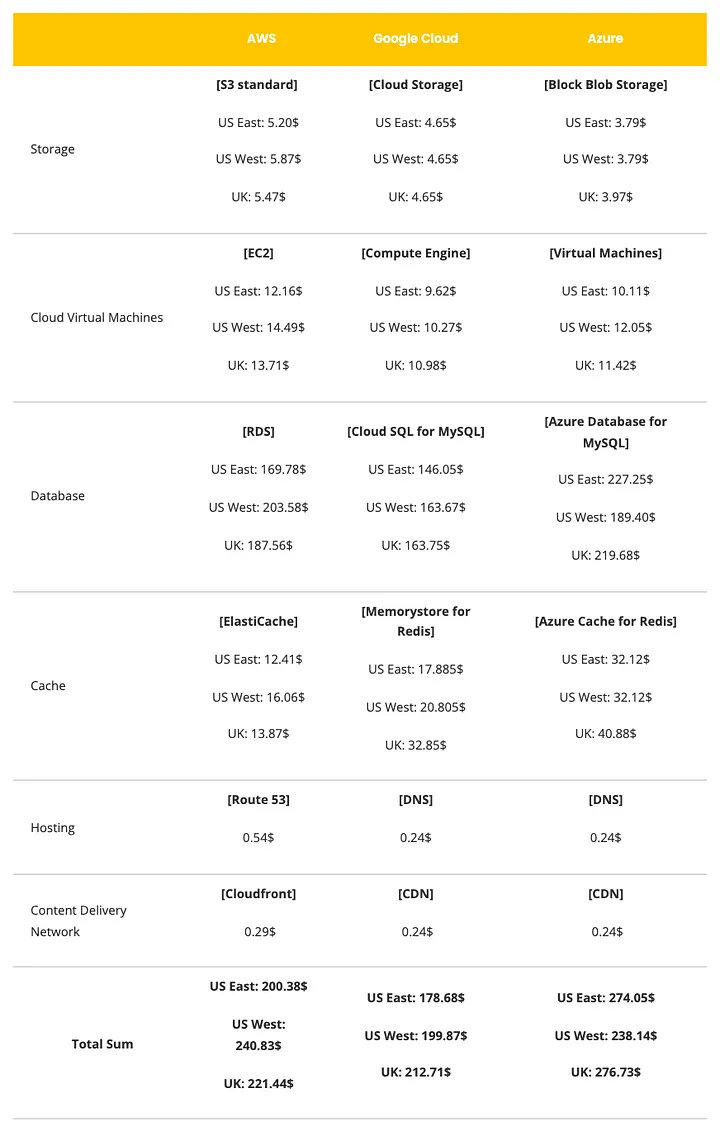 AWS Google Cloud Azure
Storage
[S3 standard]
US East: 5.20$
US West: 5.87$
UK: 5.47$
[Cloud Storage]
US East: 4.65$
US West: 4.65$
UK: 4.65$
[Block Blob Storage]
US East: 3.79$
US West: 3.79$
UK: 3.97$
Cloud Virtual Machines
[EC2]
US East: 12.16$
US West: 14.49$
UK: 13.71$
[Compute Engine]
US East: 9.62$
US West: 10.27$
UK: 10.98$
[Virtual Machines]
US East: 10.11$
US West: 12.05$
UK: 11.42$
Database
[RDS]
US East: 169.78$
US West: 203.58$
UK: 187.56$
[Cloud SQL for MySQL]
US East: 146.05$
US West: 163.67$
UK: 163.75$
[Azure Database for
MySQL]
US East: 227.25$
US West: 189.40$
UK: 219.68$
Cache
[ElastiCache]
US East: 12.41$
US West: 16.06$
UK: 13.87$
[Memorystore for
Redis]
US East: 17.885$
US West: 20.805$
UK: 32.85$
[Azure Cache for Redis]
US East: 32.12$
US West: 32.12$
UK: 40.88$
Hosting
[Route 53]
0.54$
[DNS]
0.24$
[DNS]
0.24$
Content Delivery
Network
[Cloudfront]
0.29$
[CDN]
0.24$
[CDN]
0.24$
Total Sum
US East: 200.38$
US West:
240.83$
UK: 221.44$
US East: 178.68$
US West: 199.87$
UK: 212.71$
US East: 274.05$
US West: 238.14$
UK: 276.73$